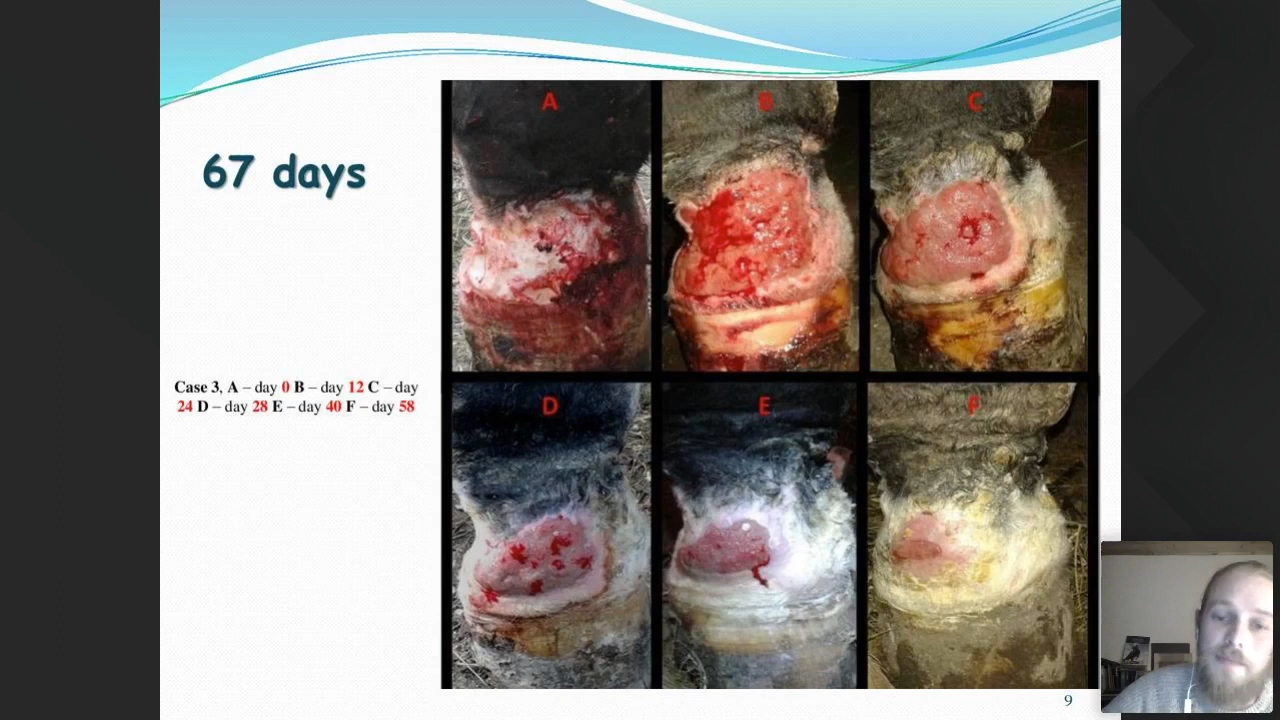 67 days
Case 3, A – day 0 B – day 12 C – day
24 D – day 28 E – day 40 F – day 58
A
B
C
D
E
F
9